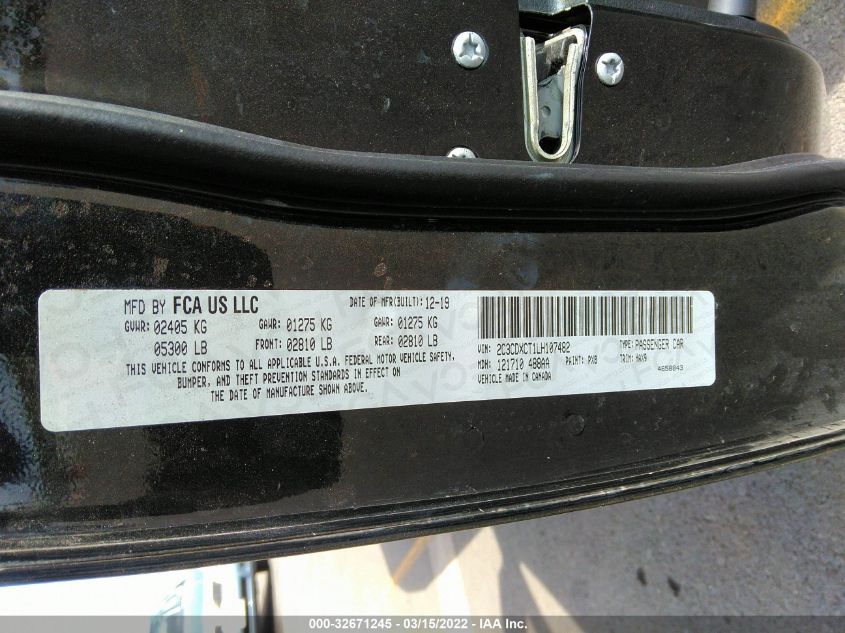 MFD BY FCA US LLC
DATE OF MFR(BUILT): 12-19
GVWR: 02405 KG GAWR: 01275 KG GAWR: 01275 KG
05300 LB FRONT: 02810 LB REAR: 02810 LB
THIS VEHICLE CONFORMS TO ALL APPLICABLE U.S.A. FEDERAL MOTOR VEHICLE SAFETY,
BUMPER, AND THEFT PREVENTION STANDARDS IN EFFECT ON
THE DATE OF MANUFACTURE SHOWN ABOVE.
VIN: 2C3CDXCT1LH107482 TYPE: PASSENGER CAR
MDH: 121710 488AA PAINT: PX8 TRIM: HAX9
VEHICLE MADE IN CANADA 4658843
000-32671245 - 03/15/2022 - IAA Inc.